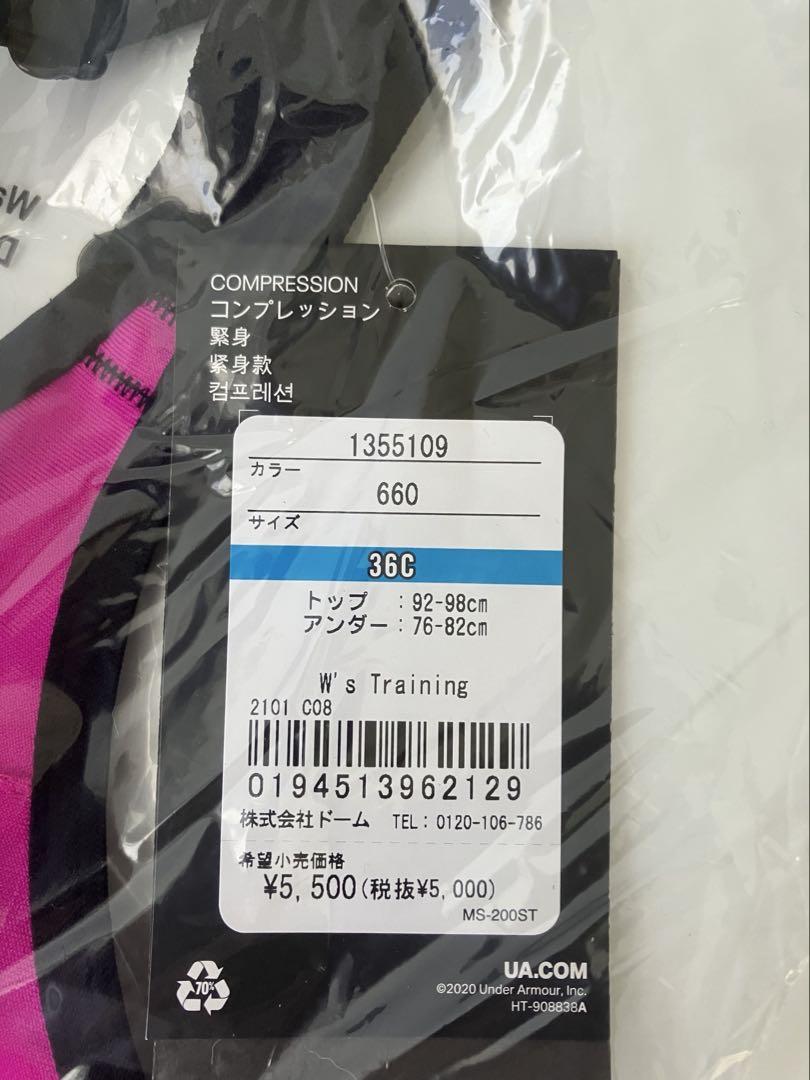 COMPRESSION
コンプレッション
緊身
紧身款
컴프레션
1355109
カラー
660
サイズ
36C
トップ :92-98cm
アンダー:76-82cm
W's Training
2101 C08
0194513962129
株式会社ドーム TEL:0120-106-786
希望小売価格
¥5,500(税抜¥5,000)
MS-200ST
70%
UA.COM
©2020 Under Armour, Inc.
HT-908838A